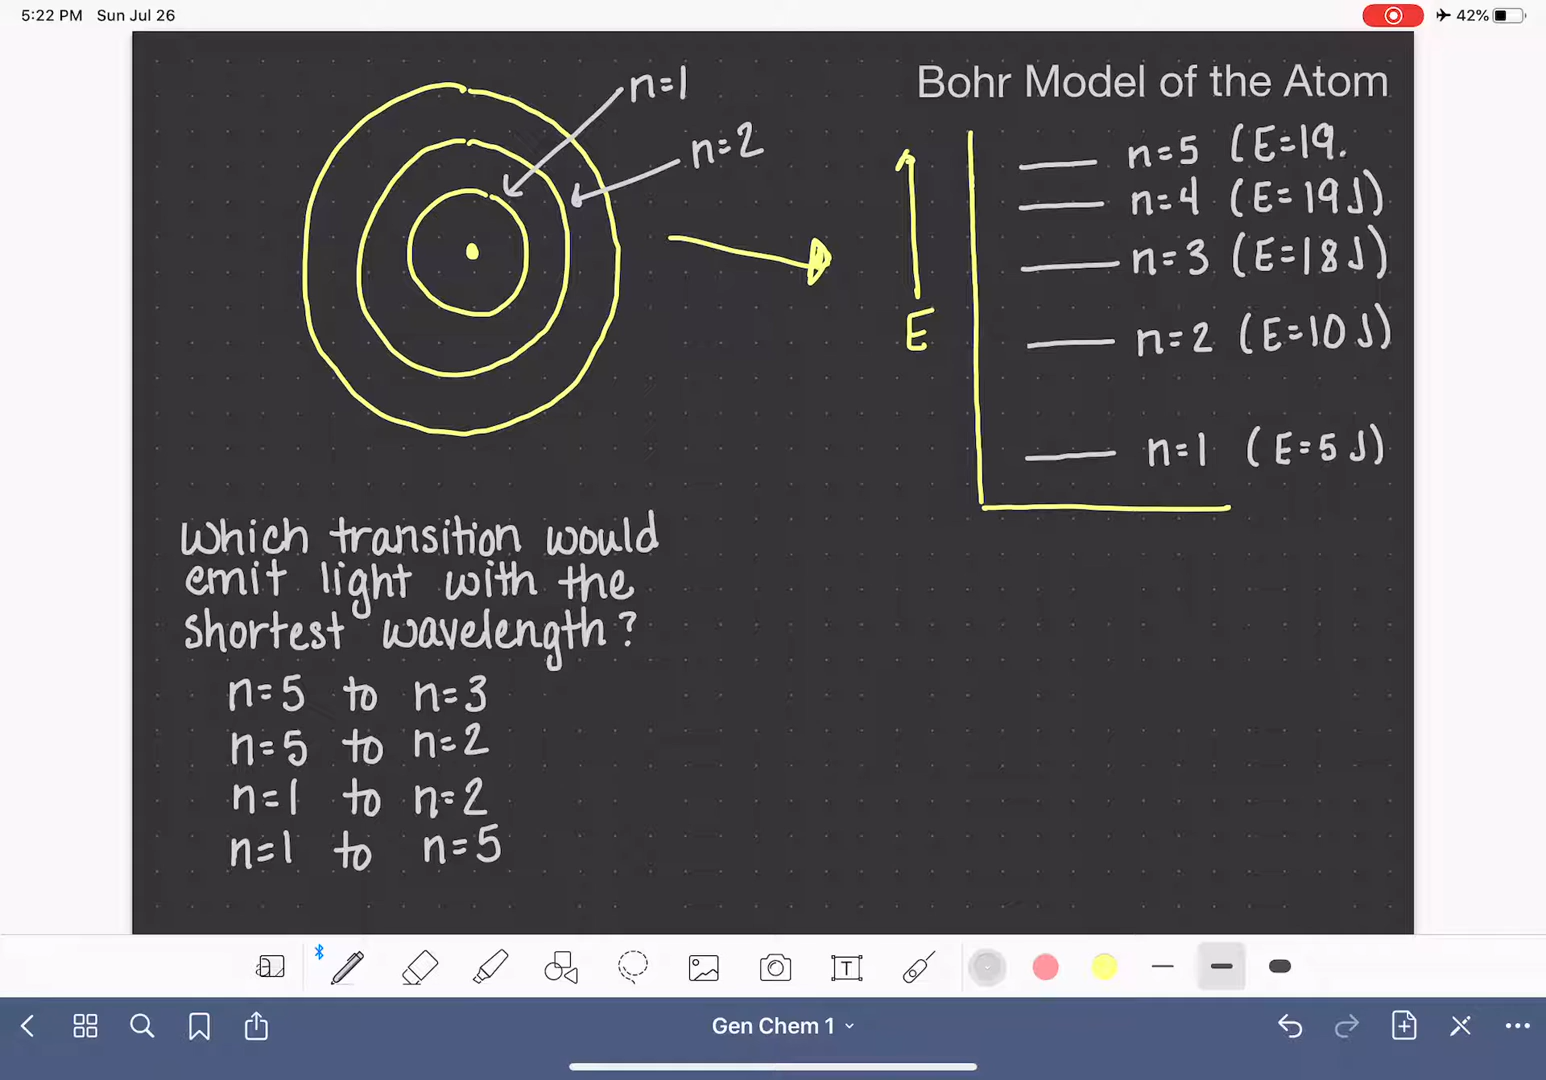 5:22 PM Sun Jul 26
42%
Bohr Model of the Atom
n=1
n=2
n=5 (E=19.
n=4 (E=19J)
n=3 (E=18J)
n=2 (E=10J)
n=1 (E=5J)
E
Which transition would
emit light with the
shortest wavelength?
n=5 to n=3
n=5 to n=2
n=1 to n=2
n=1 to n=5
T
Gen Chem 1